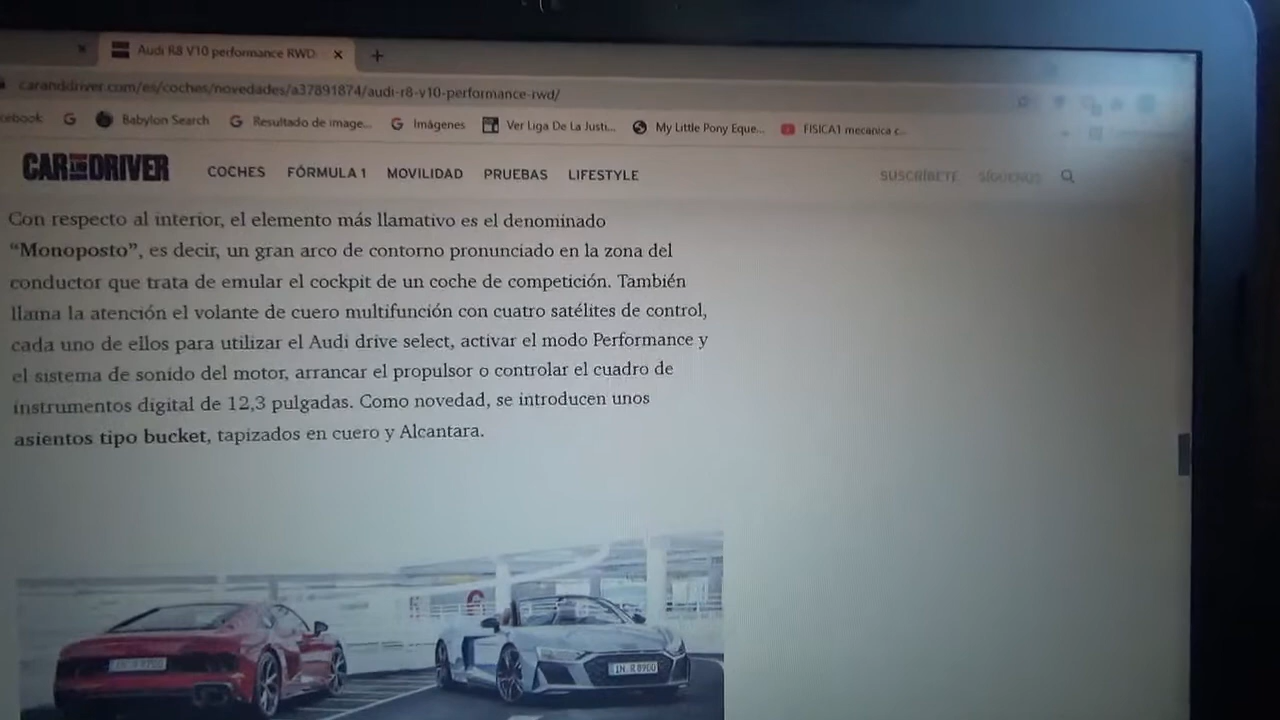 Audi R8 V10 performance RWD
caranddriver.com/es/coches/novedades/a37891874/audi-r8-v10-performance-rwd/
cebook
Babylon Search
Resultado de image...
Imágenes
Ver Liga De La Justi...
My Little Pony Eque...
FISICA1 mecanica c...
CAR AND DRIVER
COCHES FÓRMULA 1 MOVILIDAD PRUEBAS LIFESTYLE
SUSCRÍBETE SÍGUENOS
Con respecto al interior, el elemento más llamativo es el denominado
“Monoposto”, es decir, un gran arco de contorno pronunciado en la zona del
conductor que trata de emular el cockpit de un coche de competición. También
llama la atención el volante de cuero multifunción con cuatro satélites de control,
cada uno de ellos para utilizar el Audi drive select, activar el modo Performance y
el sistema de sonido del motor, arrancar el propulsor o controlar el cuadro de
instrumentos digital de 12,3 pulgadas. Como novedad, se introducen unos
asientos tipo bucket, tapizados en cuero y Alcantara.
IN R 8900